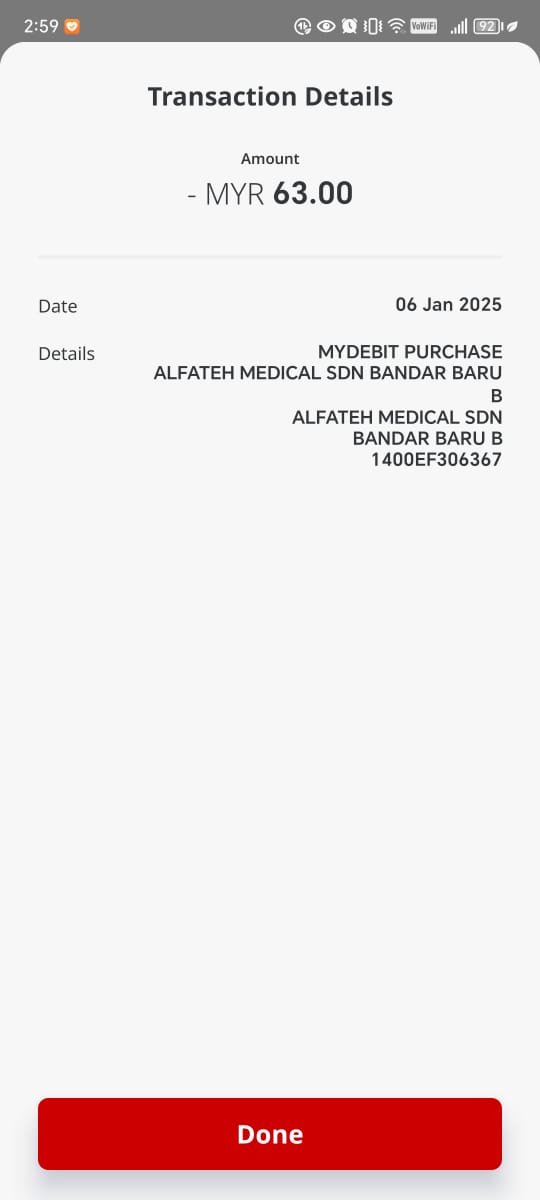 2:59
VoWiFi
92
Transaction Details
Amount
- MYR 63.00
Date
06 Jan 2025
Details
MYDEBIT PURCHASE
ALFATEH MEDICAL SDN BANDAR BARU
B
ALFATEH MEDICAL SDN
BANDAR BARU B
1400EF306367
Done